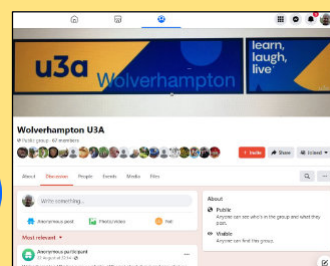 u3a
Wolverhampton
learn,
laugh,
live
Wolverhampton U3A
Public group · 67 members
+ Invite
Share
Joined
About
Discussion
People
Events
Media
Files
Write something...
Anonymous post
Photo/video
Poll
Most relevant
Anonymous participant
About
Public
Anyone can see who's in the group and what they
post.
Visible
Anyone can find this group.